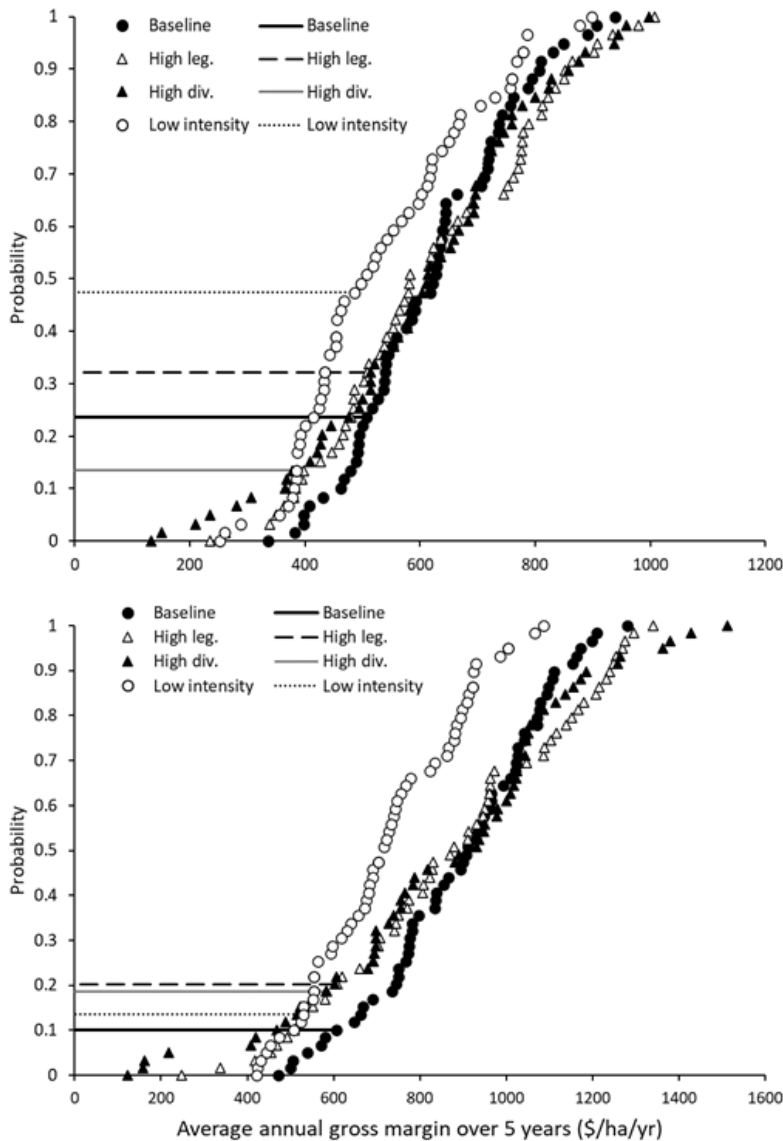 Baseline Baseline
High leg. High leg.
High div. High div.
Low intensity Low intensity
Probability
1
0.9
0.8
0.7
0.6
0.5
0.4
0.3
0.2
0.1
0
0 200 400 600 800 1000 1200
Baseline Baseline
High leg. High leg.
High div. High div.
Low intensity Low intensity
Probability
1
0.9
0.8
0.7
0.6
0.5
0.4
0.3
0.2
0.1
0
0 200 400 600 800 1000 1200 1400 1600
Average annual gross margin over 5 years ($/ha/yr)